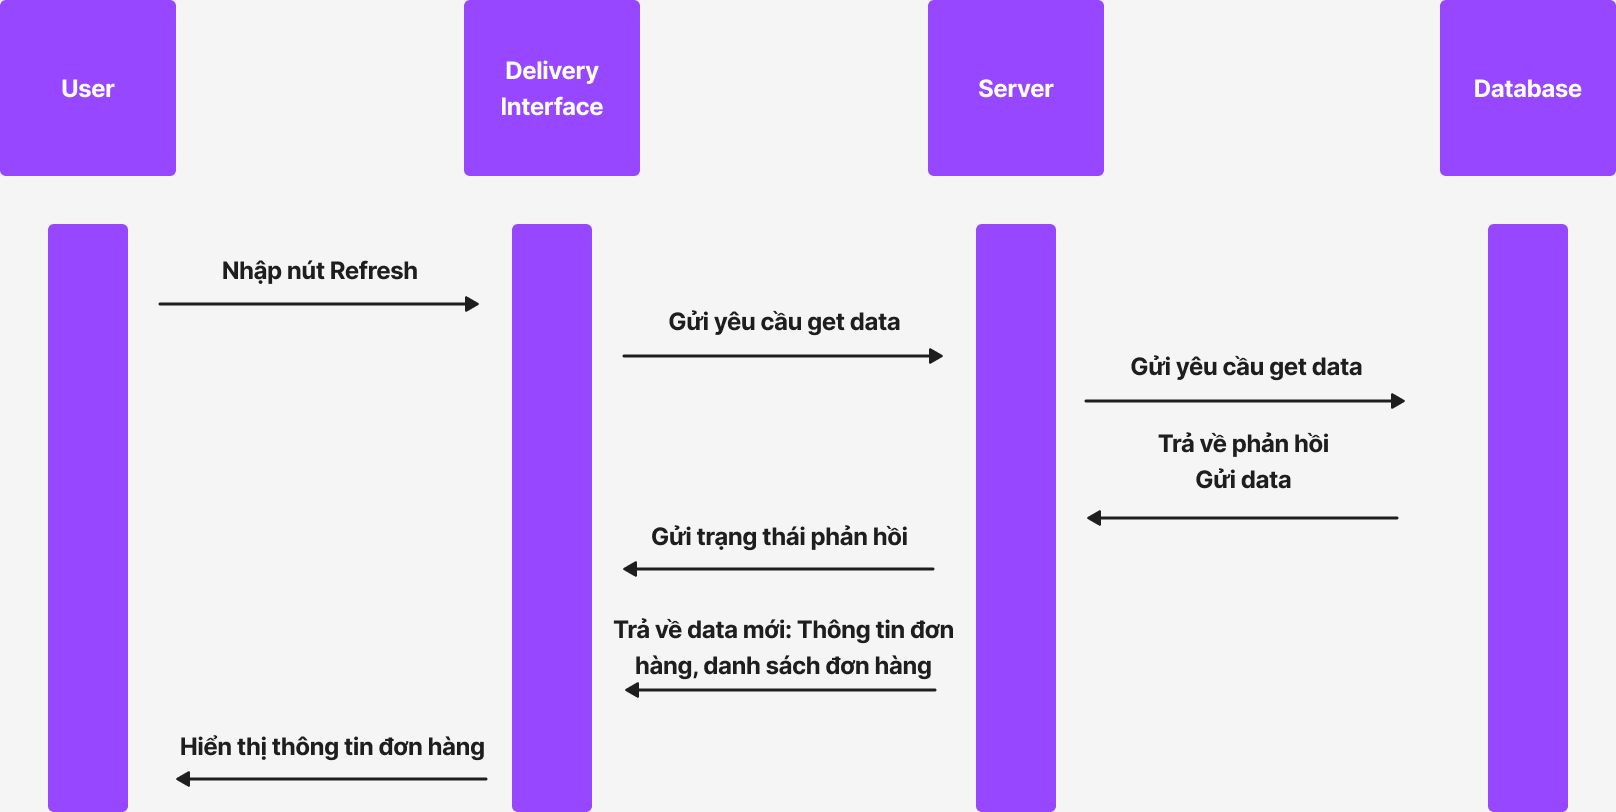 User
Delivery
Interface
Server
Database
Nhập nút Refresh
Gửi yêu cầu get data
Gửi yêu cầu get data
Trả về phản hồi
Gửi data
Gửi trạng thái phản hồi
Trả về data mới: Thông tin đơn
hàng, danh sách đơn hàng
Hiển thị thông tin đơn hàng